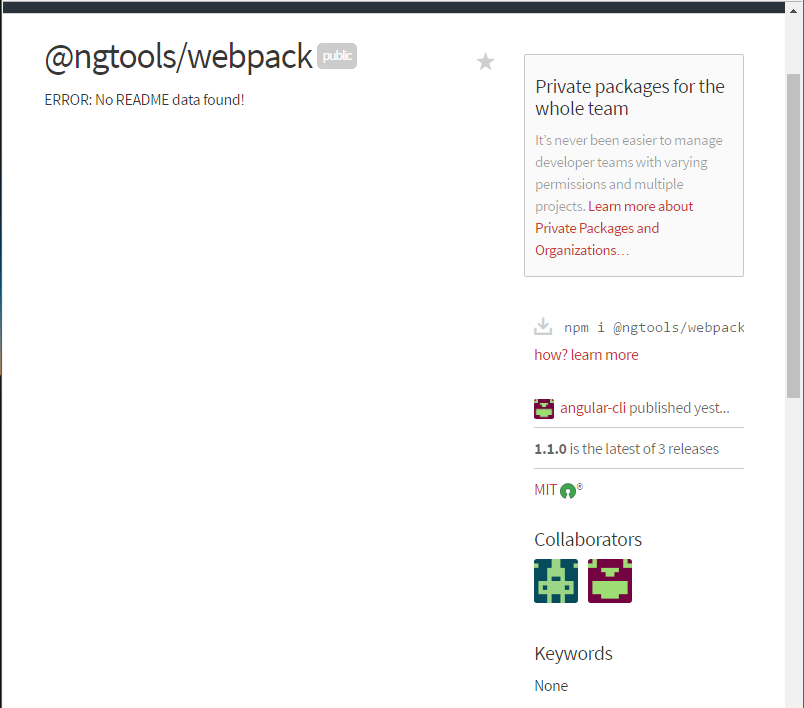 @ngtools/webpack public
★
ERROR: No README data found!
Private packages for the
whole team
It's never been easier to manage
developer teams with varying
permissions and multiple
projects. Learn more about
Private Packages and
Organizations…
npm i @ngtools/webpack
how? learn more
angular-cli published yest...
1.1.0 is the latest of 3 releases
MIT ®
Collaborators
Keywords
None